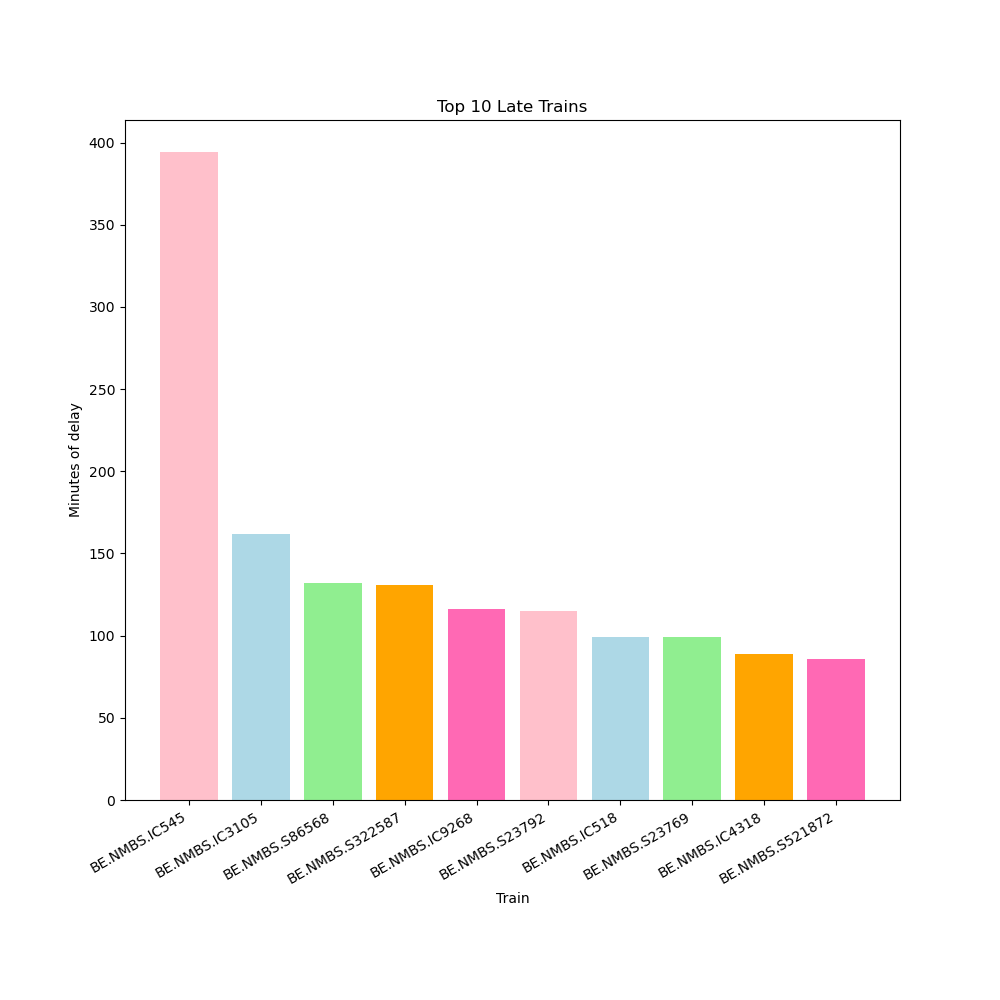 Top 10 Late Trains
Minutes of delay
400
350
300
250
200
150
100
50
0
BE.NMBS.IC545
BE.NMBS.IC3105
BE.NMBS.S86568
BE.NMBS.S322587
BE.NMBS.IC9268
BE.NMBS.S23792
BE.NMBS.IC518
BE.NMBS.S23769
BE.NMBS.IC4318
BE.NMBS.S521872
Train